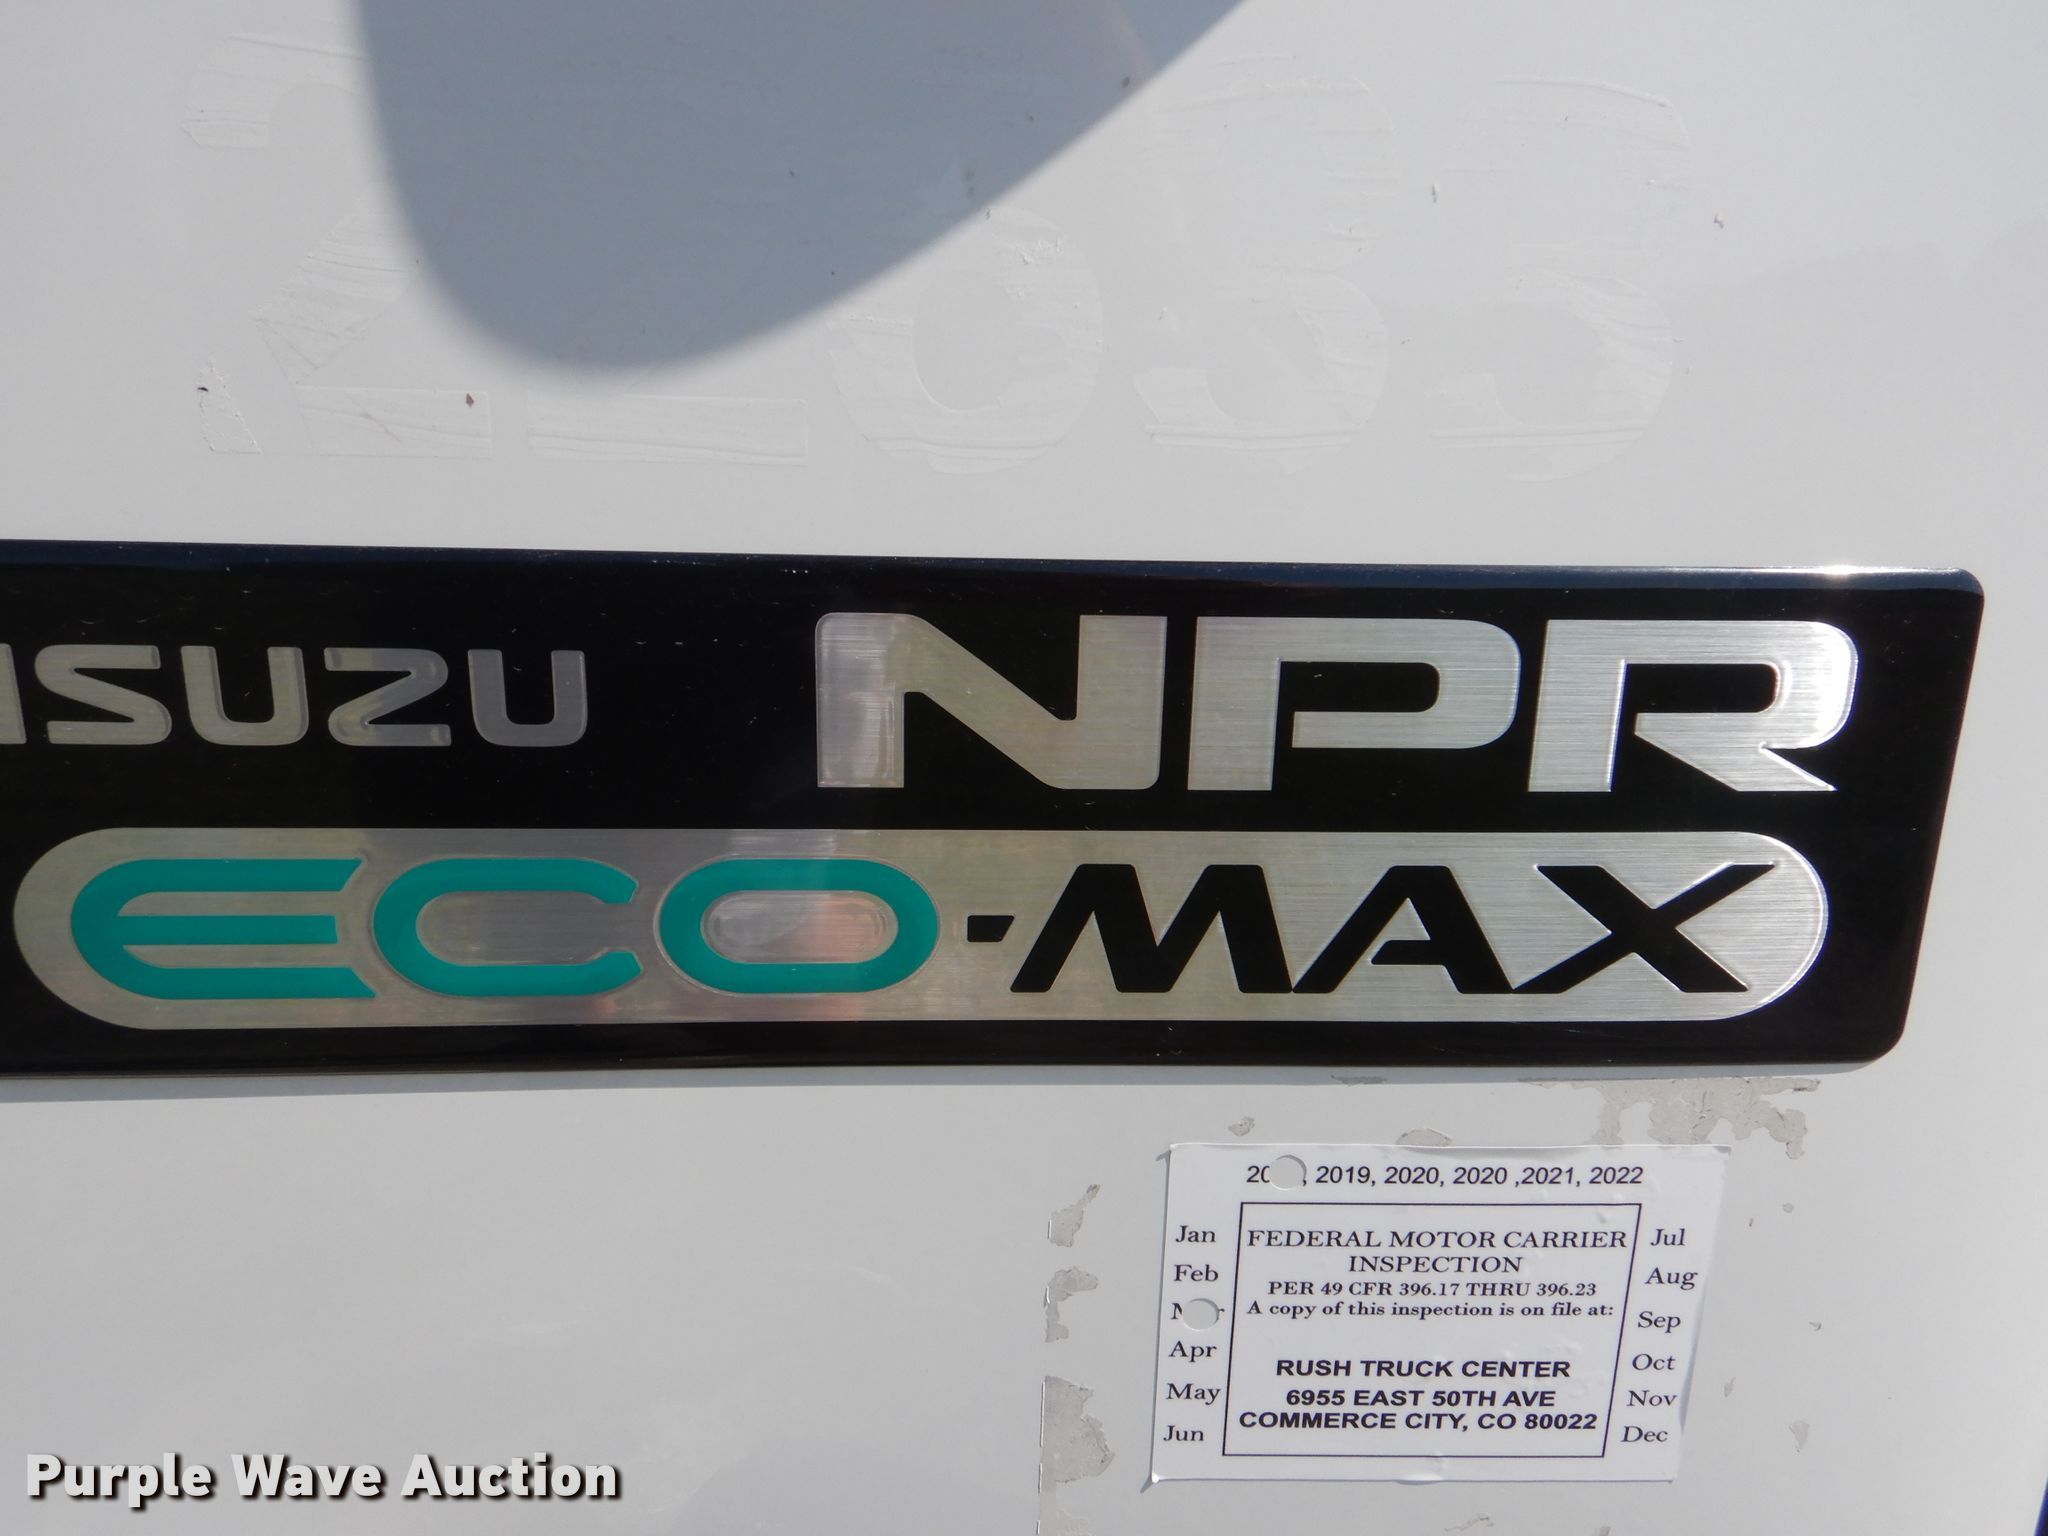 22633
ISUZU NPR
ECO-MAX
20 , 2019, 2020, 2020 ,2021, 2022
Jan
Feb
Apr
May
Jun
FEDERAL MOTOR CARRIER
INSPECTION
PER 49 CFR 396.17 THRU 396.23
A copy of this inspection is on file at:
RUSH TRUCK CENTER
6955 EAST 50TH AVE
COMMERCE CITY, CO 80022
Jul
Aug
Sep
Oct
Nov
Dec
Purple Wave Auction